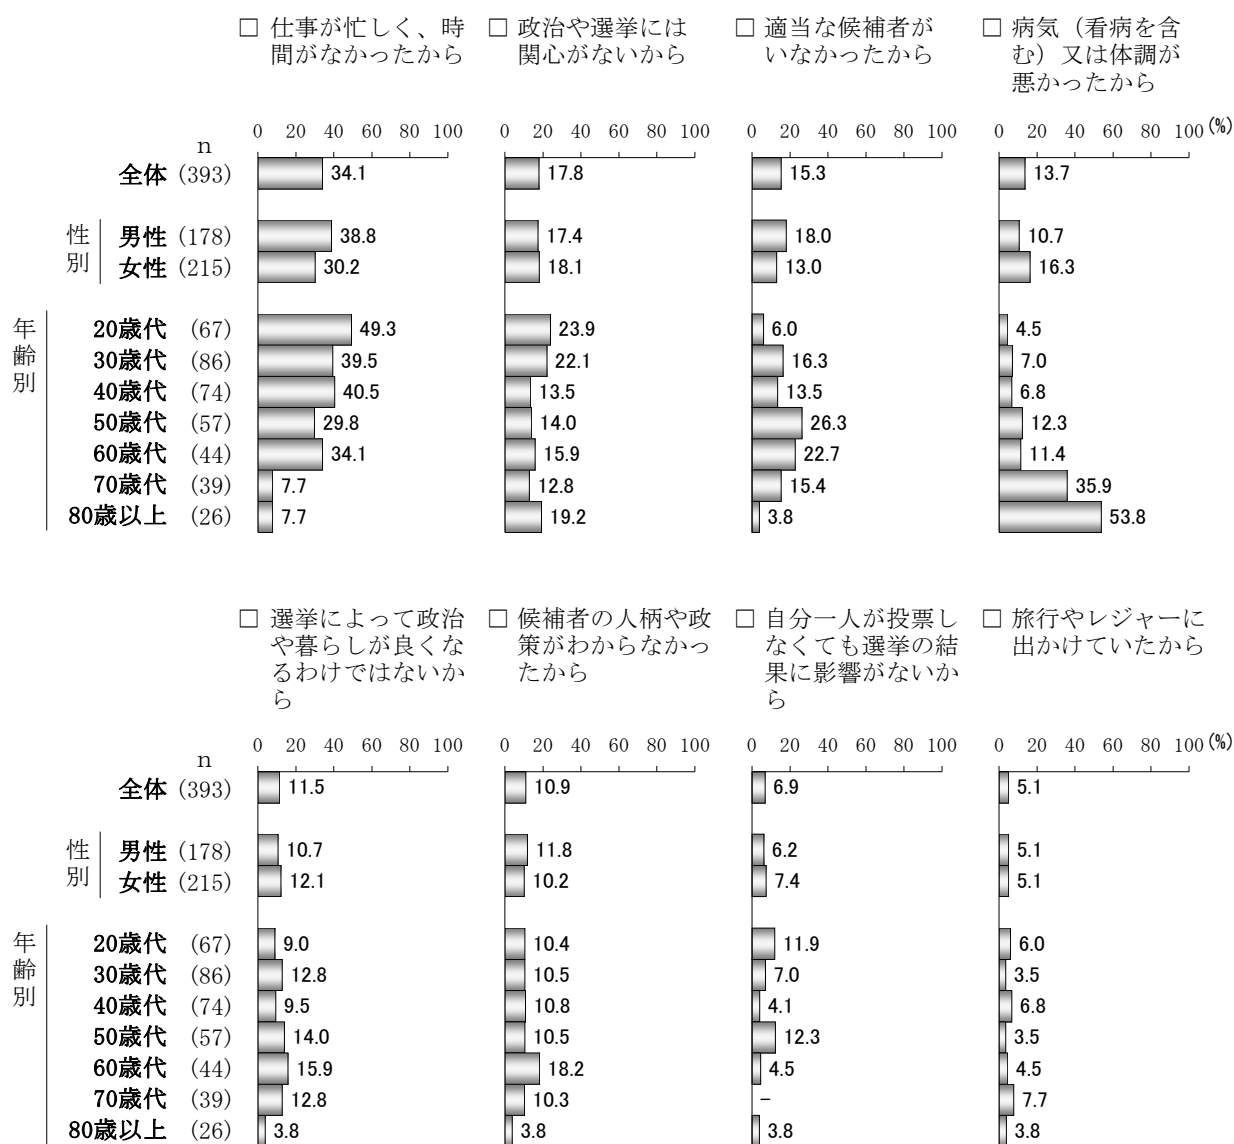 □ 仕事が忙しく、時
間がなかったから
□ 政治や選挙には
関心がないから
□ 適当な候補者が
いなかったから
□ 病気（看病を含
む）又は体調が
悪かったから
0 20 40 60 80 100 0 20 40 60 80 100 0 20 40 60 80 100 0 20 40 60 80 100 (%)
n
全体 (393) 34.1 17.8 15.3 13.7
性別
男性 (178) 38.8 17.4 18.0 10.7
女性 (215) 30.2 18.1 13.0 16.3
年齢別
20歳代 (67) 49.3 23.9 6.0 4.5
30歳代 (86) 39.5 22.1 16.3 7.0
40歳代 (74) 40.5 13.5 13.5 6.8
50歳代 (57) 29.8 14.0 26.3 12.3
60歳代 (44) 34.1 15.9 22.7 11.4
70歳代 (39) 7.7 12.8 15.4 35.9
80歳以上 (26) 7.7 19.2 3.8 53.8
□ 選挙によって政治
や暮らしが良くな
るわけではないか
ら
□ 候補者の人柄や政
策がわからなかっ
たから
□ 自分一人が投票し
なくても選挙の結
果に影響がないか
ら
□ 旅行やレジャーに
出かけていたから
0 20 40 60 80 100 0 20 40 60 80 100 0 20 40 60 80 100 0 20 40 60 80 100 (%)
n
全体 (393) 11.5 10.9 6.9 5.1
性別
男性 (178) 10.7 11.8 6.2 5.1
女性 (215) 12.1 10.2 7.4 5.1
年齢別
20歳代 (67) 9.0 10.4 11.9 6.0
30歳代 (86) 12.8 10.5 7.0 3.5
40歳代 (74) 9.5 10.8 4.1 6.8
50歳代 (57) 14.0 10.5 12.3 3.5
60歳代 (44) 15.9 18.2 4.5 4.5
70歳代 (39) 12.8 10.3 - 7.7
80歳以上 (26) 3.8 3.8 3.8 3.8